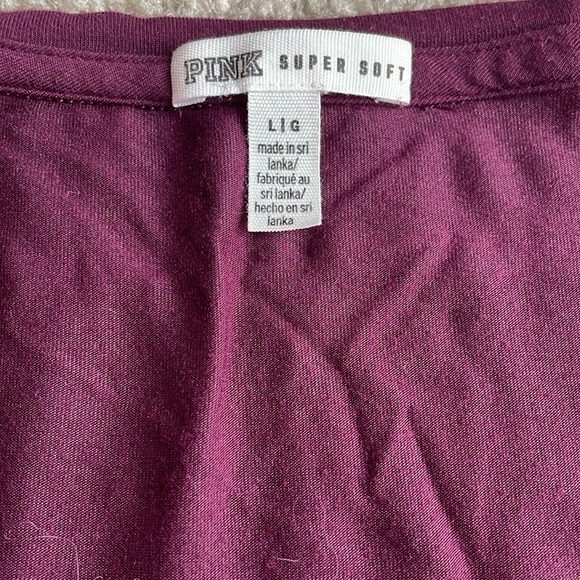 PINK SUPER SOFT
L|G
made in sri
lanka/
fabriqué au
sri lanka/
hecho en sri
lanka